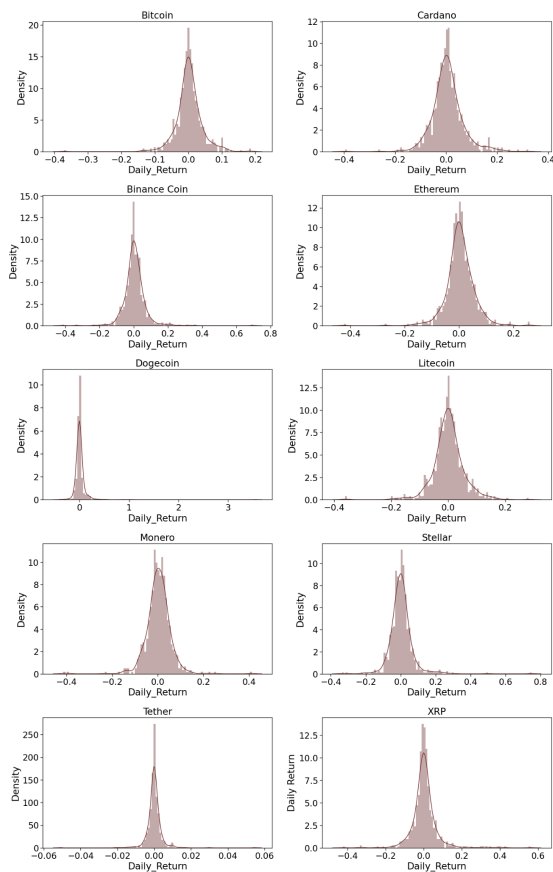 Bitcoin
Density
20
15
10
5
0
−0.4 −0.3 −0.2 −0.1 0.0 0.1 0.2
Daily_Return
Cardano
Density
12
10
8
6
4
2
0
−0.4 −0.2 0.0 0.2 0.4
Daily_Return
Binance Coin
Density
15.0
12.5
10.0
7.5
5.0
2.5
0.0
−0.4 −0.2 0.0 0.2 0.4 0.6 0.8
Daily_Return
Ethereum
Density
12
10
8
6
4
2
0
−0.4 −0.2 0.0 0.2
Daily_Return
Dogecoin
Density
10
8
6
4
2
0
0 1 2 3
Daily_Return
Litecoin
Density
12.5
10.0
7.5
5.0
2.5
0.0
−0.4 −0.2 0.0 0.2
Daily_Return
Monero
Density
10
8
6
4
2
0
−0.4 −0.2 0.0 0.2 0.4
Daily_Return
Stellar
Density
10
8
6
4
2
0
−0.4 −0.2 0.0 0.2 0.4 0.6 0.8
Daily_Return
Tether
Density
250
200
150
100
50
0
−0.06 −0.04 −0.02 0.00 0.02 0.04 0.06
Daily_Return
XRP
Daily Return
12.5
10.0
7.5
5.0
2.5
0.0
−0.4 −0.2 0.0 0.2 0.4 0.6
Daily_Return